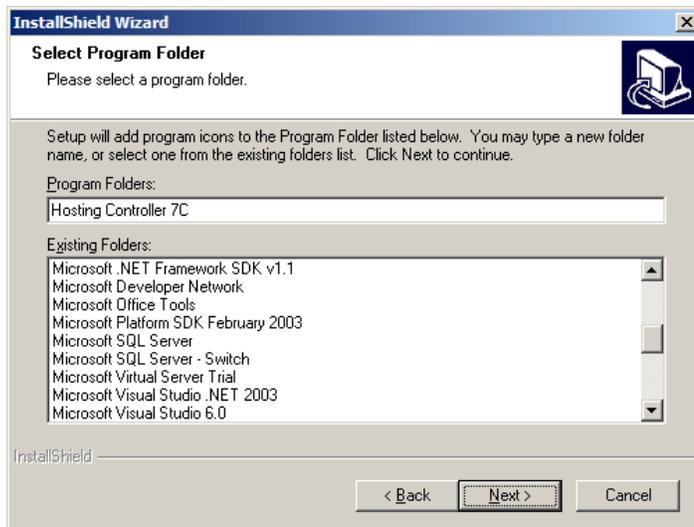 InstallShield Wizard
Select Program Folder
Please select a program folder.
Setup will add program icons to the Program Folder listed below. You may type a new folder
name, or select one from the existing folders list. Click Next to continue.
Program Folders:
Hosting Controller 7C
Existing Folders:
Microsoft .NET Framework SDK v1.1
Microsoft Developer Network
Microsoft Office Tools
Microsoft Platform SDK February 2003
Microsoft SQL Server
Microsoft SQL Server - Switch
Microsoft Virtual Server Trial
Microsoft Visual Studio .NET 2003
Microsoft Visual Studio 6.0
InstallShield
< Back Next > Cancel